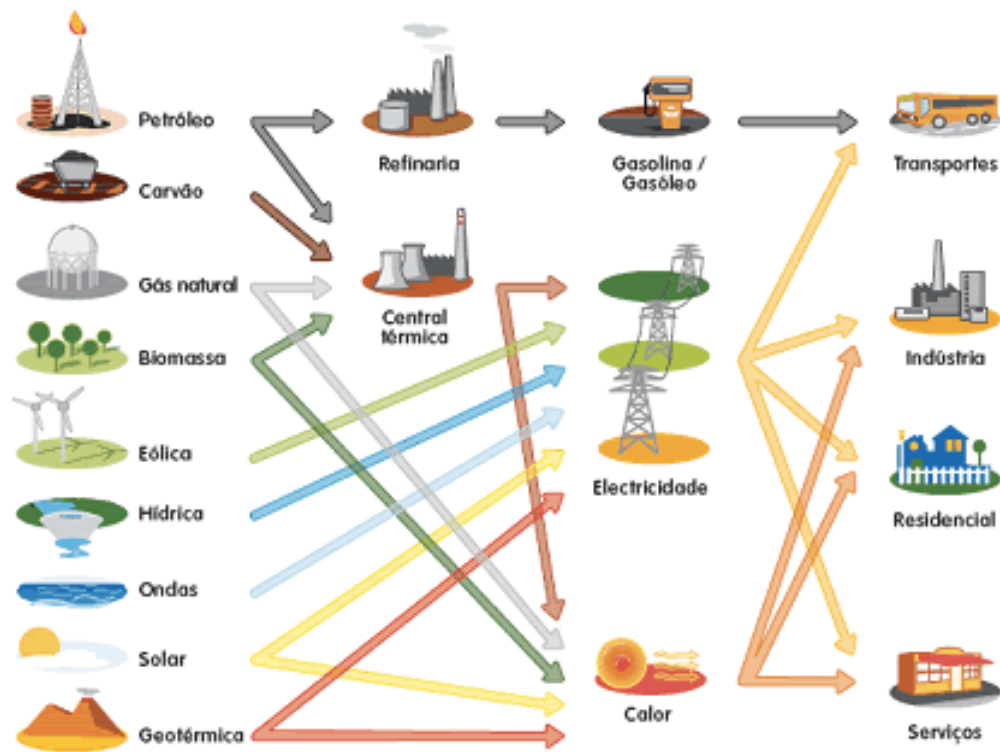 Petróleo
Carvão
Gás natural
Biomassa
Eólica
Hídrica
Ondas
Solar
Geotérmica
Refinaria
Central
térmica
Gasolina /
Gasóleo
Electricidade
Calor
Transportes
Indústria
Residencial
Serviços